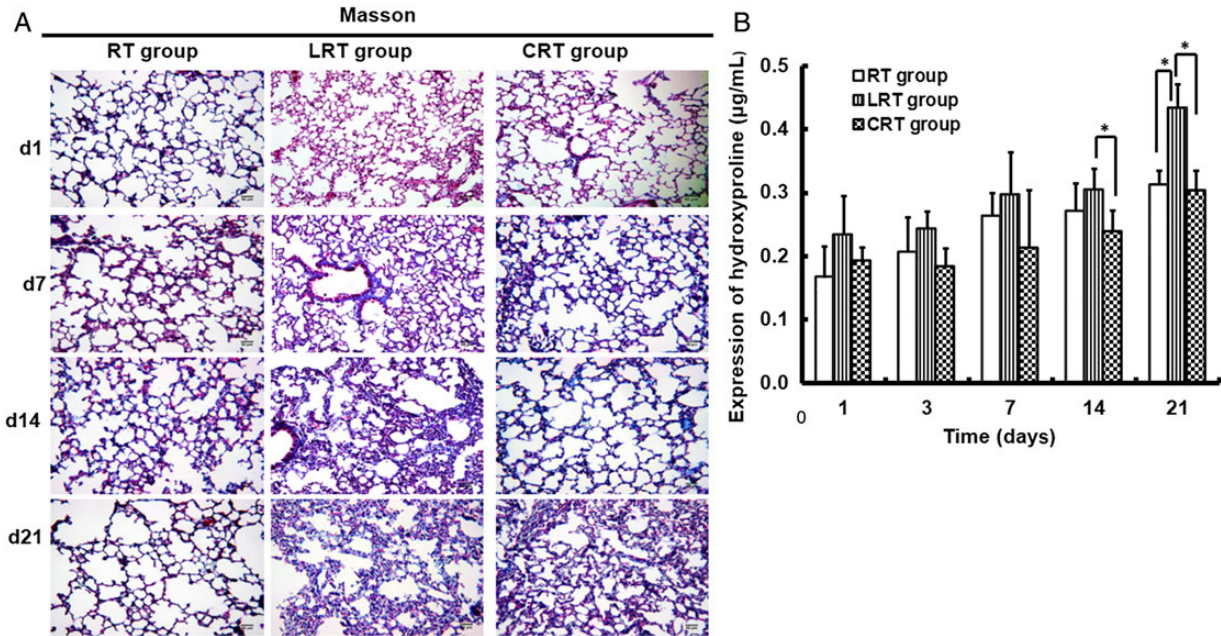 A
Masson
RT group LRT group CRT group
d1
d7
d14
d21
B
Expression of hydroxyproline (µg/mL)
0.5
0.4
0.3
0.2
0.1
0.0
RT group
LRT group
CRT group
*
*
*
0 1 3 7 14 21
Time (days)